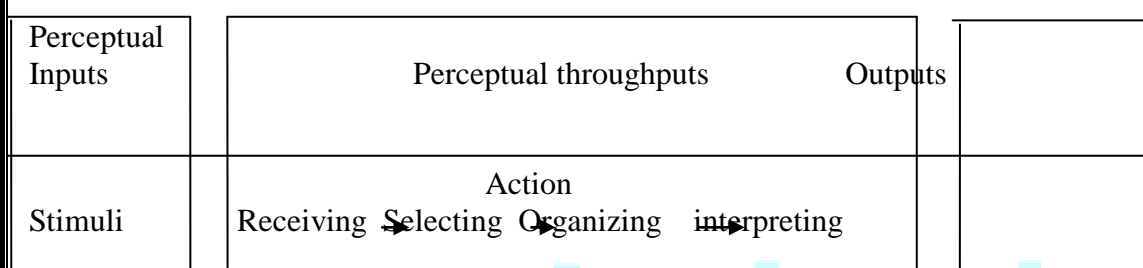 Perceptual
Inputs Perceptual throughputs Outputs
Action
Stimuli Receiving Selecting Organizing interpreting